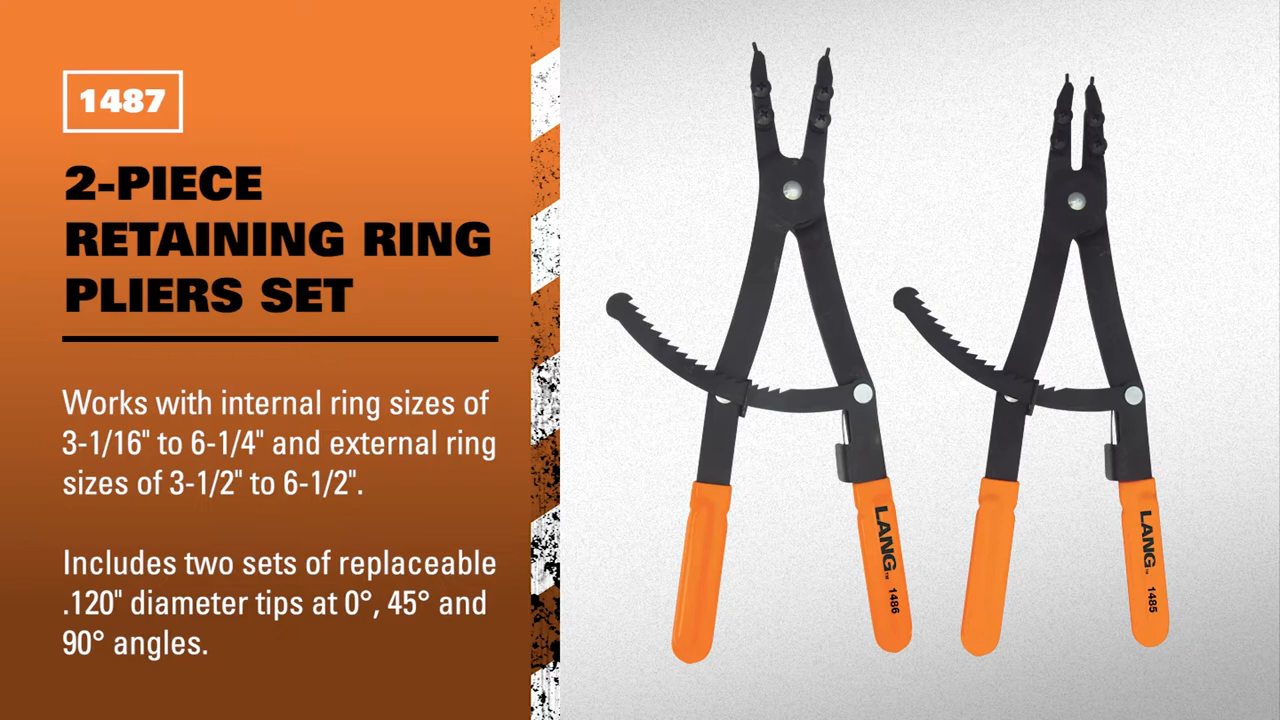 1487
2-PIECE
RETAINING RING
PLIERS SET
Works with internal ring sizes of
3-1/16" to 6-1/4" and external ring
sizes of 3-1/2" to 6-1/2".
Includes two sets of replaceable
.120" diameter tips at 0°, 45° and
90° angles.
LANG™ 1486
LANG™ 1485